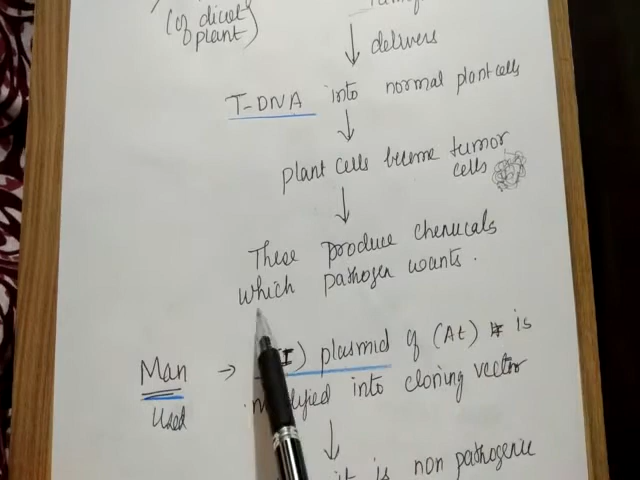 (of dicot
plant)
delivers
T-DNA into normal plant cells
plant cells become tumor
cells
These produce chemicals
which pathogen wants.
Man → I) plasmid of (At) is
Used
into cloning vector
it is non pathogenic